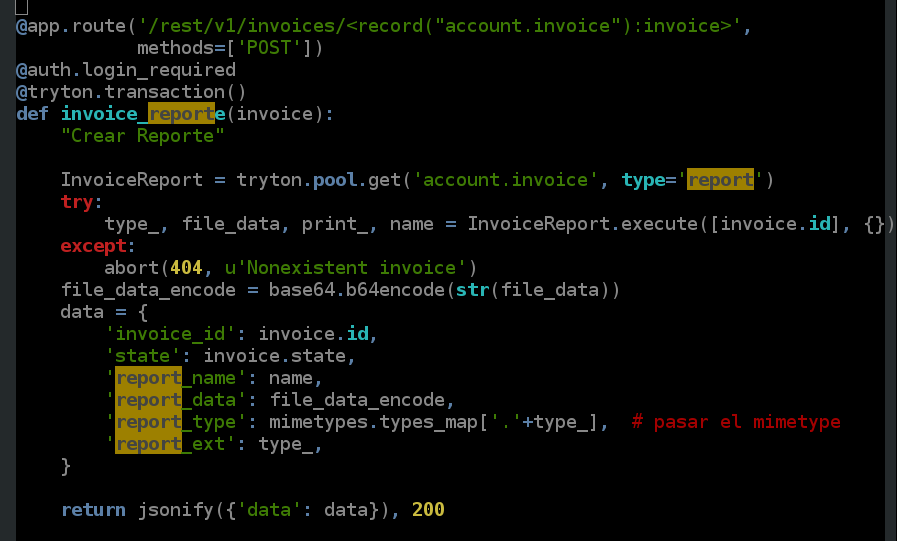 @app.route('/rest/v1/invoices/<record("account.invoice"):invoice>',
           methods=['POST'])
@auth.login_required
@tryton.transaction()
def invoice_reporte(invoice):
    "Crear Reporte"
    InvoiceReport = tryton.pool.get('account.invoice', type='report')
    try:
        type_, file_data, print_, name = InvoiceReport.execute([invoice.id], {})
    except:
        abort(404, u'Nonexistent invoice')
    file_data_encode = base64.b64encode(str(file_data))
    data = {
        'invoice_id': invoice.id,
        'state': invoice.state,
        'report_name': name,
        'report_data': file_data_encode,
        'report_type': mimetypes.types_map['.'+type_],  # pasar el mimetype
        'report_ext': type_,
    }
    return jsonify({'data': data}), 200